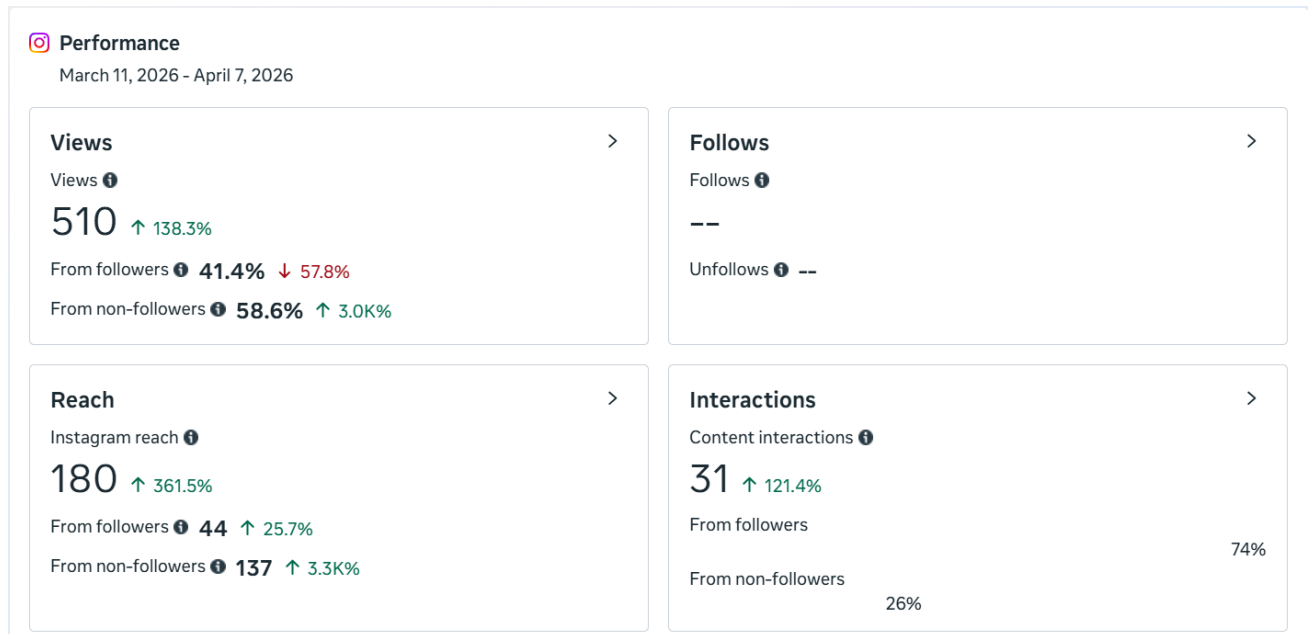 Performance
March 11, 2026 - April 7, 2026
Views
Views
510 ↑ 138.3%
From followers 41.4% ↓ 57.8%
From non-followers 58.6% ↑ 3.0K%
Follows
Follows
--
Unfollows --
Reach
Instagram reach
180 ↑ 361.5%
From followers 44 ↑ 25.7%
From non-followers 137 ↑ 3.3K%
Interactions
Content interactions
31 ↑ 121.4%
From followers
74%
From non-followers
26%